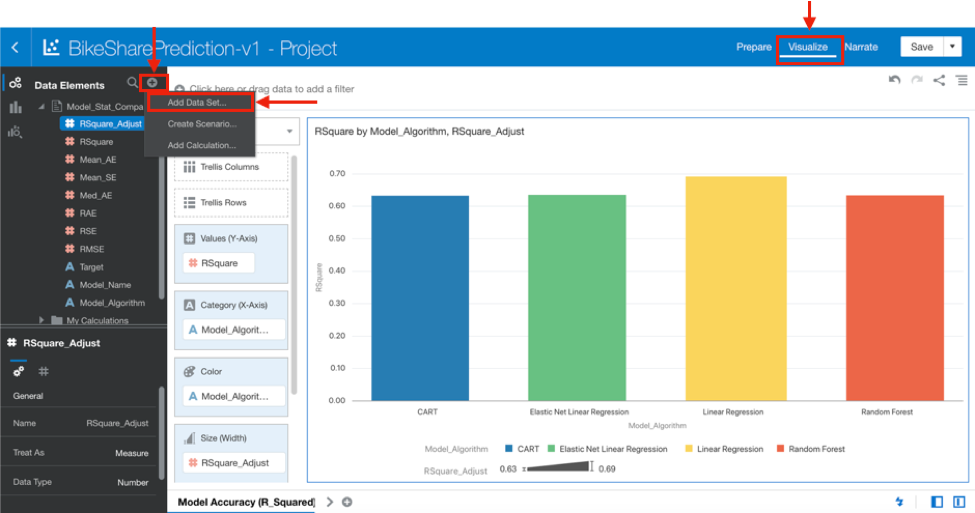 BikeSharePrediction-v1 - Project
Prepare Visualize Narrate Save
Data Elements
Click here or drag data to add a filter
Add Data Set...
Create Scenario...
Add Calculation...
Model_Stat_Compa
RSquare_Adjust
RSquare
Mean_AE
Mean_SE
Med_AE
RAE
RSE
RMSE
Target
Model_Name
Model_Algorithm
My Calculations
RSquare_Adjust
General
Name RSquare_Adjust
Treat As Measure
Data Type Number
Trellis Columns
Trellis Rows
Values (Y-Axis)
RSquare
Category (X-Axis)
Model_Algorit...
Color
Model_Algorit...
Size (Width)
RSquare_Adjust
RSquare by Model_Algorithm, RSquare_Adjust
0.70
0.60
0.50
0.40
0.30
0.20
0.10
0.00
RSquare
CART Elastic Net Linear Regression Linear Regression Random Forest
Model_Algorithm
Model_Algorithm CART Elastic Net Linear Regression Linear Regression Random Forest
RSquare_Adjust 0.63 0.69
Model Accuracy (R_Squared)